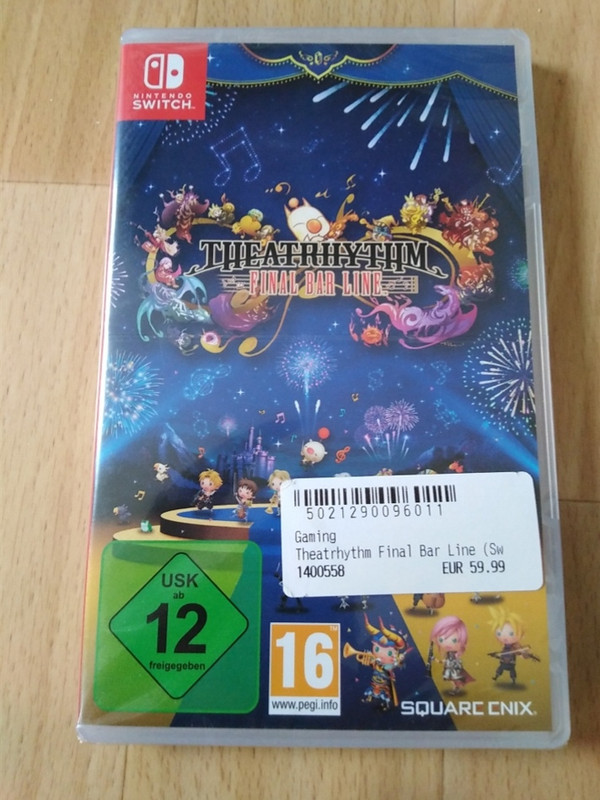 NINTENDO
SWITCH™
THEATRHYTHM
FINAL BAR LINE
5021290096011
Gaming
Theatrhythm Final Bar Line (Sw
1400558 EUR 59.99
USK
ab
12
freigegeben
16
www.pegi.info
SQUARE ENIX®